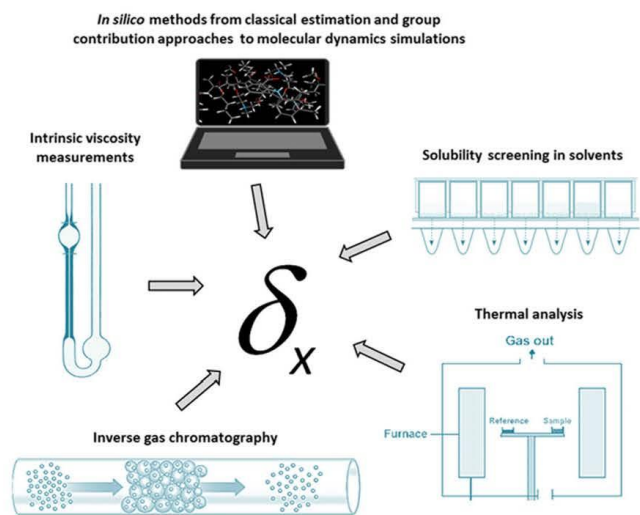 In silico methods from classical estimation and group
contribution approaches to molecular dynamics simulations
Intrinsic viscosity
measurements
Solubility screening in solvents
δx
Thermal analysis
Gas out
Reference
Sample
Furnace
Inverse gas chromatography